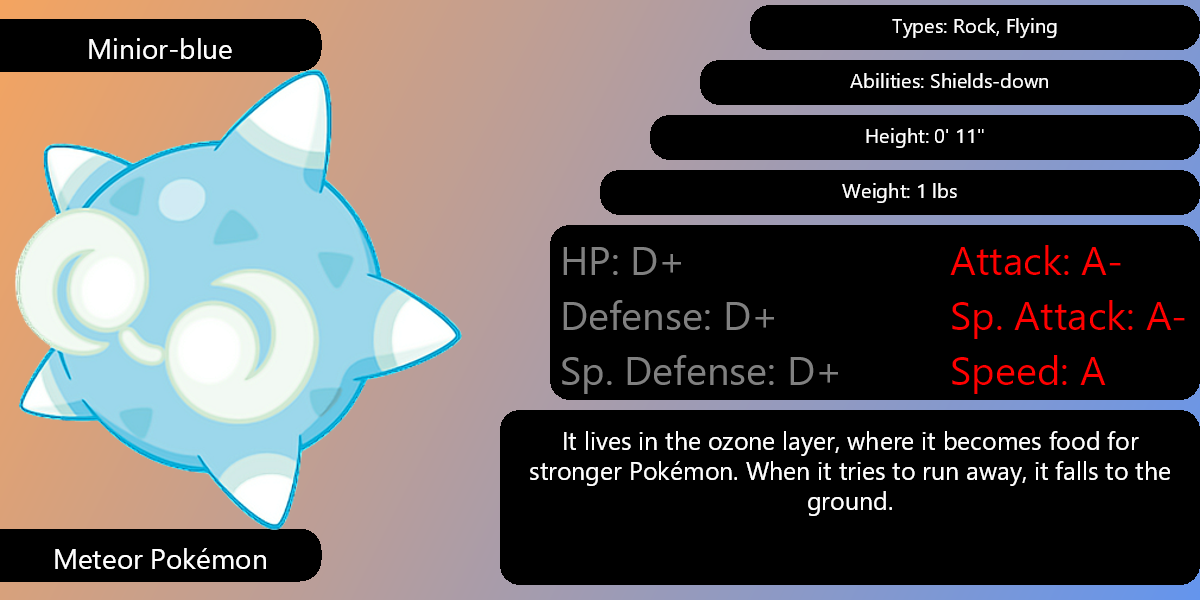 Minior-blue
Types: Rock, Flying
Abilities: Shields-down
Height: 0' 11"
Weight: 1 lbs
HP: D+
Attack: A-
Defense: D+
Sp. Attack: A-
Sp. Defense: D+
Speed: A
It lives in the ozone layer, where it becomes food for
stronger Pokémon. When it tries to run away, it falls to the
ground.
Meteor Pokémon